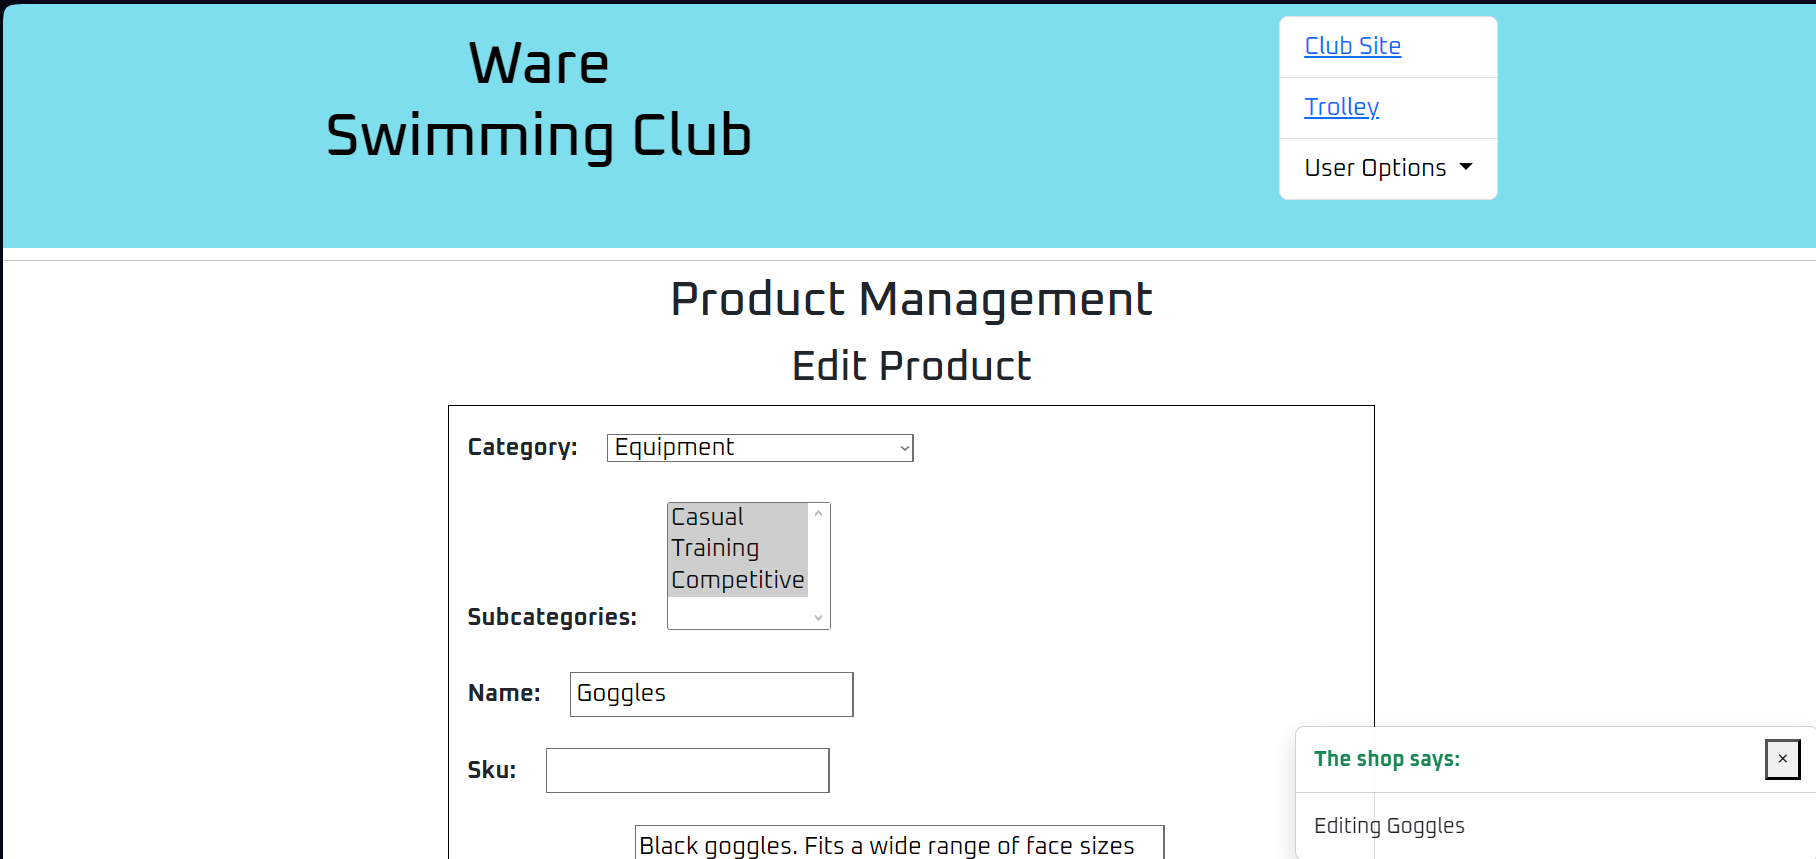 Ware
Swimming Club
Club Site
Trolley
User Options
Product Management
Edit Product
Category: Equipment
Casual
Training
Competitive
Subcategories:
Name: Goggles
Sku:
Black goggles. Fits a wide range of face sizes
The shop says: ×
Editing Goggles